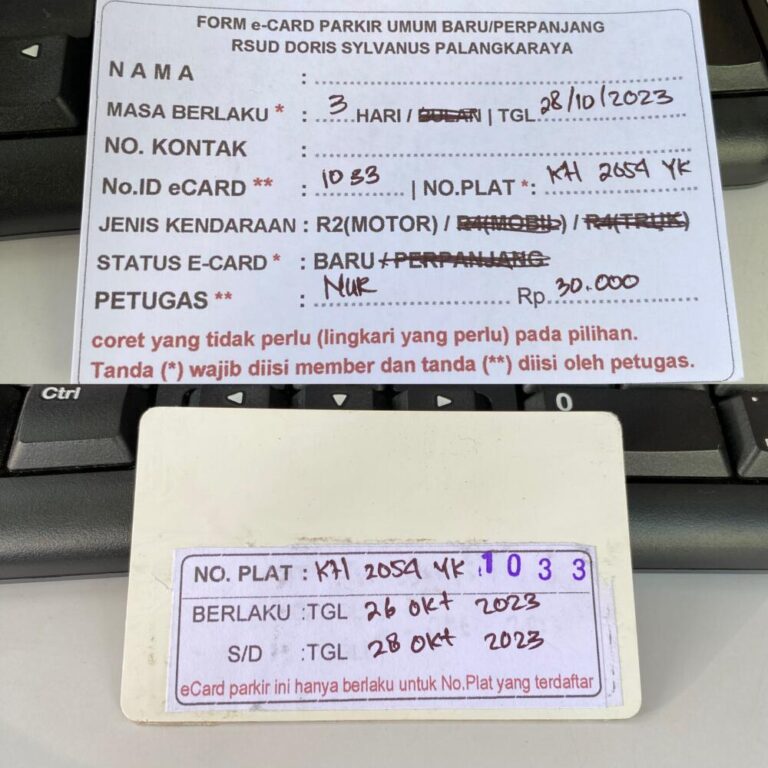 FORM e-CARD PARKIR UMUM BARU/PERPANJANG
RSUD DORIS SYLVANUS PALANGKARAYA
NAMA :
MASA BERLAKU * : 3 HARI / BULAN | TGL 28/10/2023
NO. KONTAK :
No.ID eCARD ** : 1033 | NO.PLAT *: KH 2054 YK
JENIS KENDARAAN : R2(MOTOR) / R4(MOBIL) / R4(TRUK)
STATUS E-CARD * : BARU / PERPANJANG
PETUGAS ** : NUR Rp 30.000
coret yang tidak perlu (lingkari yang perlu) pada pilihan.
Tanda (*) wajib diisi member dan tanda (**) diisi oleh petugas.
Ctrl
0
NO. PLAT : KH 2054 YK 1033
BERLAKU :TGL 26 OKT 2023
S/D :TGL 28 OKT 2023
eCard parkir ini hanya berlaku untuk No.Plat yang terdaftar